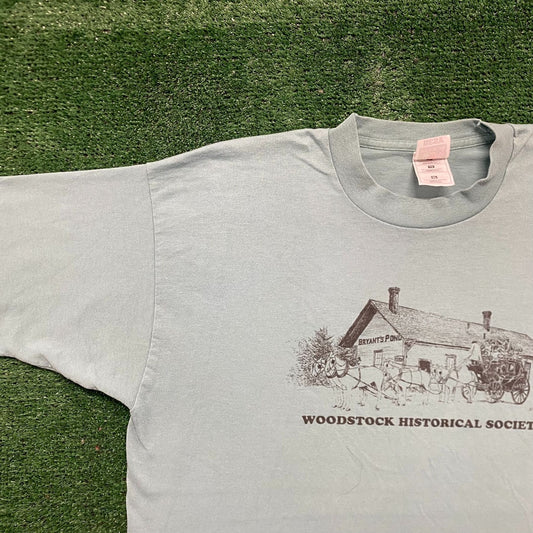 BRYANT'S POND
WOODSTOCK HISTORICAL SOCIET